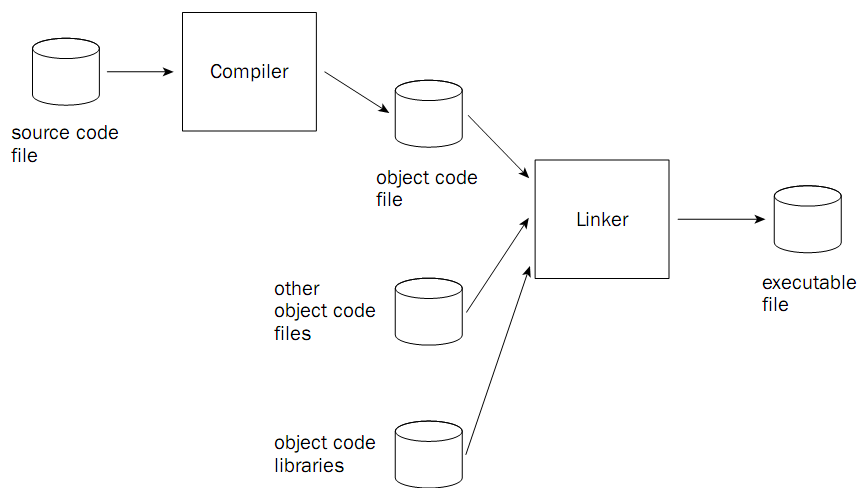 Compiler
source code
file
object code
file
Linker
other
object code
files
executable
file
object code
libraries